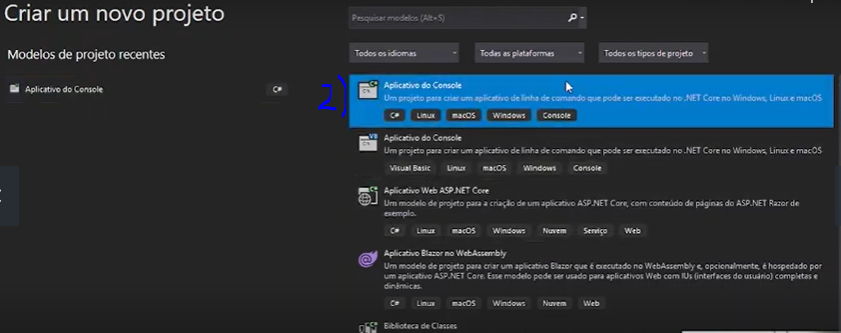 Criar um novo projeto
Pesquisar modelos (Alt+S)
Modelos de projeto recentes
Todos os idiomas
Todas as plataformas
Todos os tipos de projeto
Aplicativo do Console
C#
2)
Aplicativo do Console
Um projeto para criar um aplicativo de linha de comando que pode ser executado no .NET Core no Windows, Linux e macOS
C# Linux macOS Windows Console
Aplicativo do Console
Um projeto para criar um aplicativo de linha de comando que pode ser executado no .NET Core no Windows, Linux e macOS
Visual Basic Linux macOS Windows Console
Aplicativo Web ASP.NET Core
Um modelo de projeto para a criação de um aplicativo ASP.NET Core, com conteúdo de páginas do ASP.NET Razor de
exemplo.
C# Linux macOS Windows Nuvem Serviço Web
Aplicativo Blazor no WebAssembly
Um modelo de projeto para criar um aplicativo Blazor que é executado no WebAssembly e, opcionalmente, é hospedado por
um aplicativo ASP.NET Core. Esse modelo pode ser usado para aplicativos Web com IUs (interfaces do usuário) completas e
dinâmicas.
C# Linux macOS Windows Nuvem Web
Biblioteca de Classes